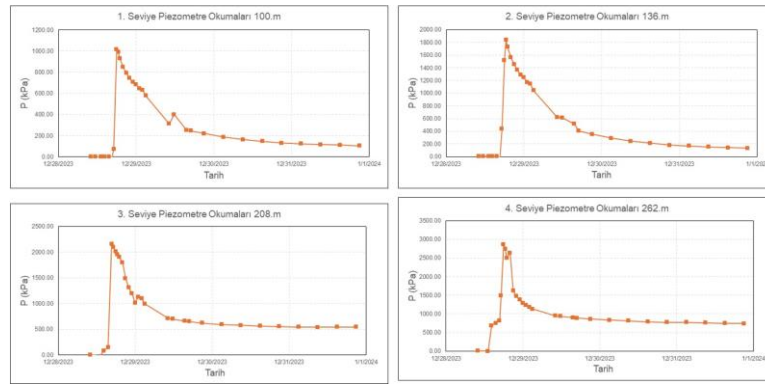 1. Seviye Piezometre Okumaları 100.m
P (kPa)
1200.00
1000.00
800.00
600.00
400.00
200.00
0.00
12/28/2023 12/29/2023 12/30/2023 12/31/2023 1/1/2024
Tarih
2. Seviye Piezometre Okumaları 136.m
P (kPa)
2000.00
1800.00
1600.00
1400.00
1200.00
1000.00
800.00
600.00
400.00
200.00
0.00
12/28/2023 12/29/2023 12/30/2023 12/31/2023 1/1/2024
Tarih
3. Seviye Piezometre Okumaları 208.m
P (kPa)
2500.00
2000.00
1500.00
1000.00
500.00
0.00
12/28/2023 12/29/2023 12/30/2023 12/31/2023 1/1/2024
Tarih
4. Seviye Piezometre Okumaları 262.m
P (kPa)
3500.00
3000.00
2500.00
2000.00
1500.00
1000.00
500.00
0.00
12/28/2023 12/29/2023 12/30/2023 12/31/2023 1/1/2024
Tarih